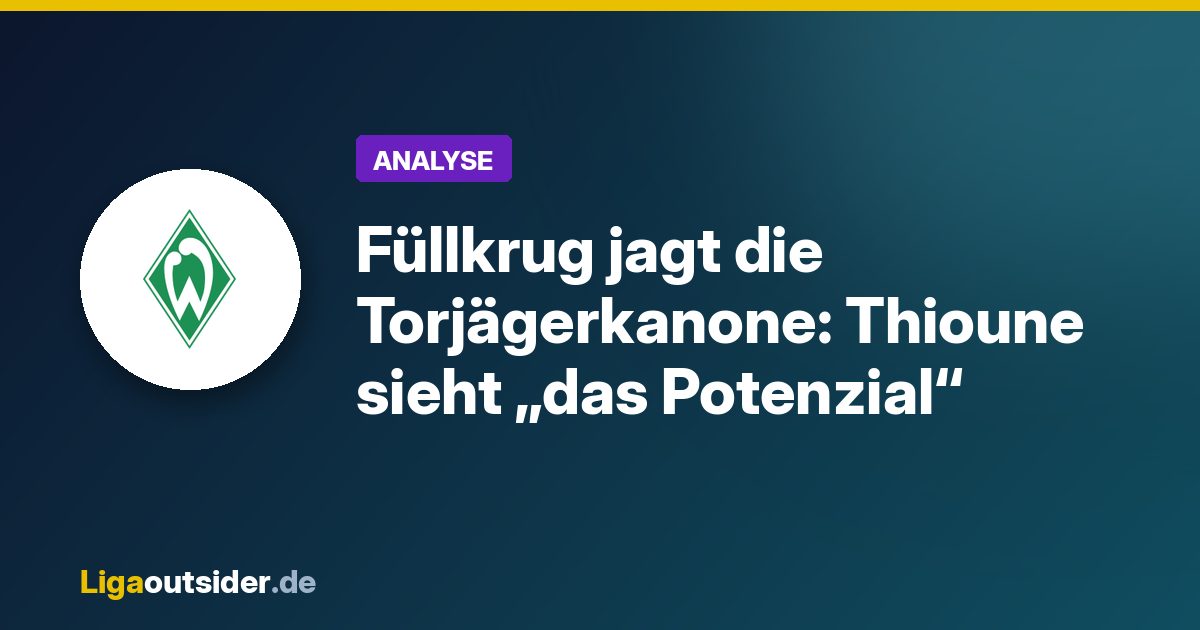 ANALYSE
Füllkrug jagt die
Torjägerkanone: Thioune
sieht „das Potenzial“
Ligaoutsider.de